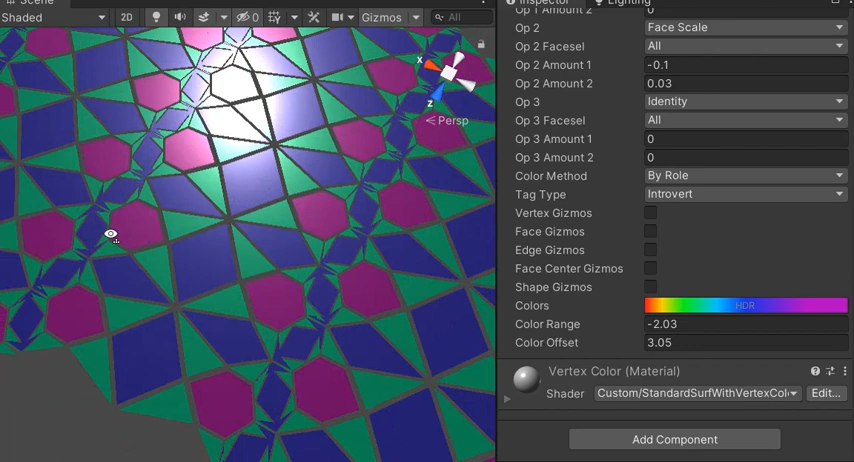 Scene
Inspector
Lighting
Shaded
2D
0
Gizmos
All
x
z
Persp
Op 1 Amount 2 0
Op 2 Face Scale
Op 2 Facesel All
Op 2 Amount 1 -0.1
Op 2 Amount 2 0.03
Op 3 Identity
Op 3 Facesel All
Op 3 Amount 1 0
Op 3 Amount 2 0
Color Method By Role
Tag Type Introvert
Vertex Gizmos
Face Gizmos
Edge Gizmos
Face Center Gizmos
Shape Gizmos
Colors HDR
Color Range -2.03
Color Offset 3.05
Vertex Color (Material)
Shader Custom/StandardSurfWithVertexCol Edit...
Add Component